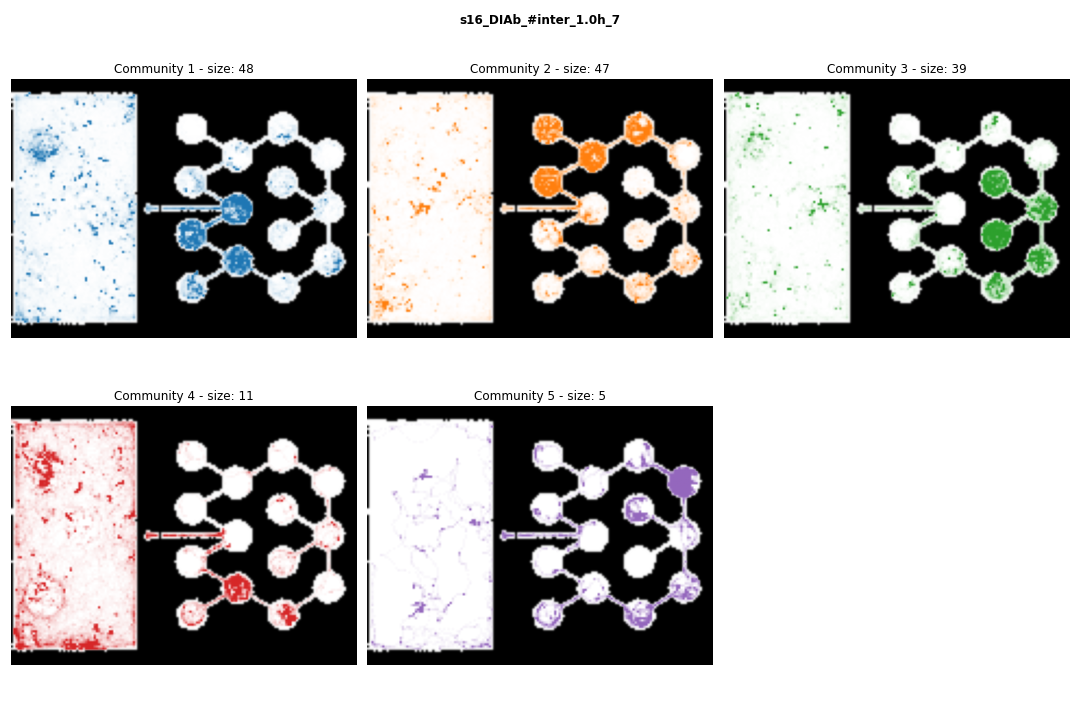 s16_DIAb_#inter_1.0h_7
Community 1 - size: 48
Community 2 - size: 47
Community 3 - size: 39
Community 4 - size: 11
Community 5 - size: 5